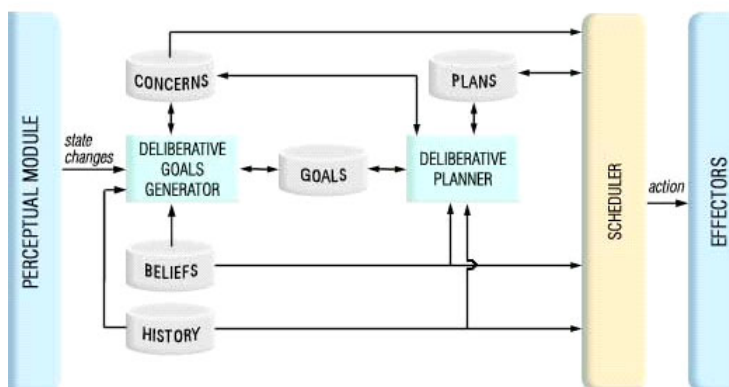 PERCEPTUAL MODULE
state
changes
CONCERNS
DELIBERATIVE
GOALS
GENERATOR
BELIEFS
HISTORY
GOALS
PLANS
DELIBERATIVE
PLANNER
SCHEDULER
action
EFFECTORS